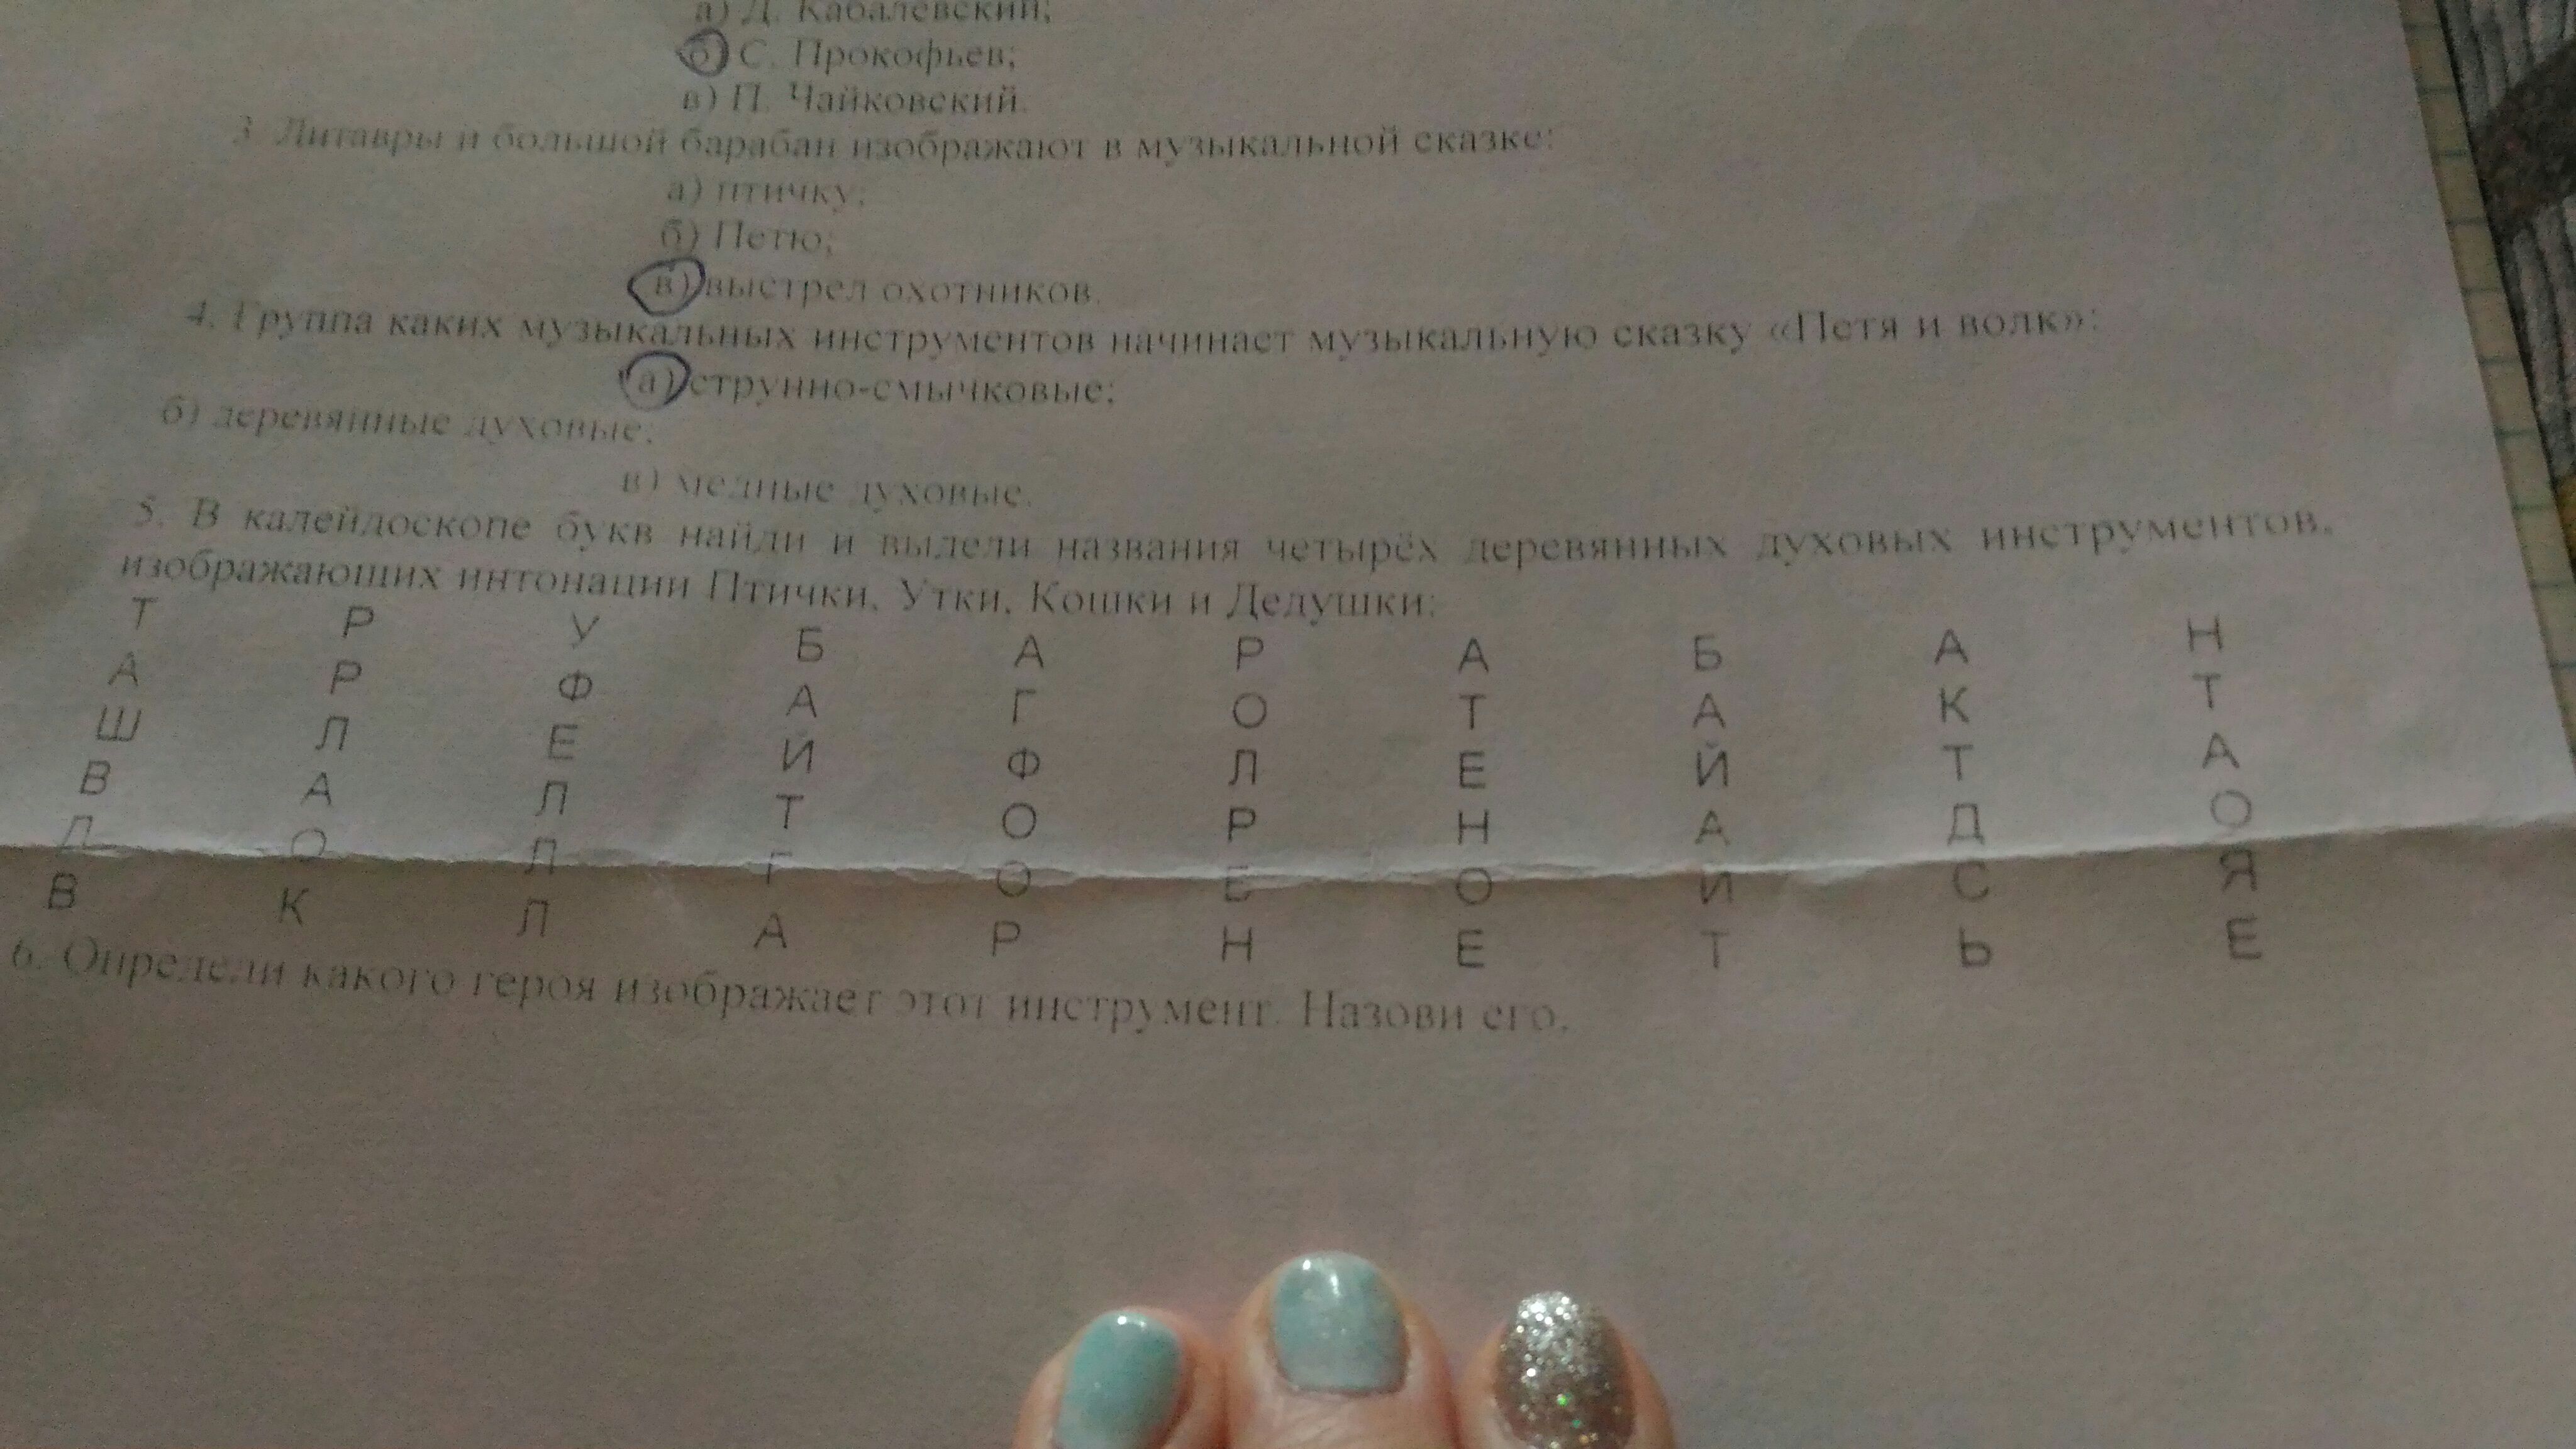 а) Д. Кабалевский;
б) С. Прокофьев;
в) П. Чайковский.
3. Литавры и большой барабан изображают в музыкальной сказке:
а) птичку;
б) Петю;
в) выстрел охотников.
4. Группа каких музыкальных инструментов начинает музыкальную сказку «Петя и волк»:
а) струнно-смычковые;
б) деревянные духовые;
в) медные духовые.
5. В калейдоскопе букв найди и выдели названия четырёх деревянных духовых инструментов,
изображающих интонации Птички, Утки, Кошки и Дедушки:
Т Р У Б А Р А Б А Н
А Р Ф А Г О Т А К Т
Ш Л Е Й Ф Л Е Й Т А
В А Л Т О Р Н А Д О
Л О Л Г О Е О И С Я
В К Л А Р Н Е Т Ь Е
6. Определи какого героя изображает этот инструмент. Назови его.